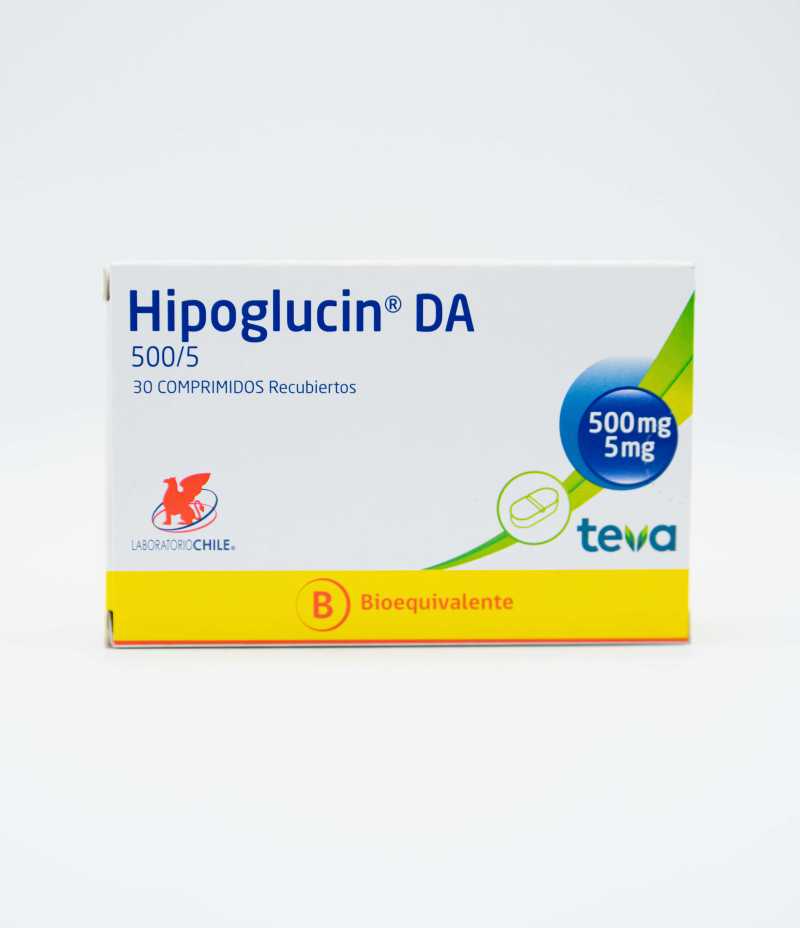 Hipoglucin® DA
500/5
30 COMPRIMIDOS Recubiertos
500mg
5mg
LABORATORIOCHILE®
teva
B Bioequivalente